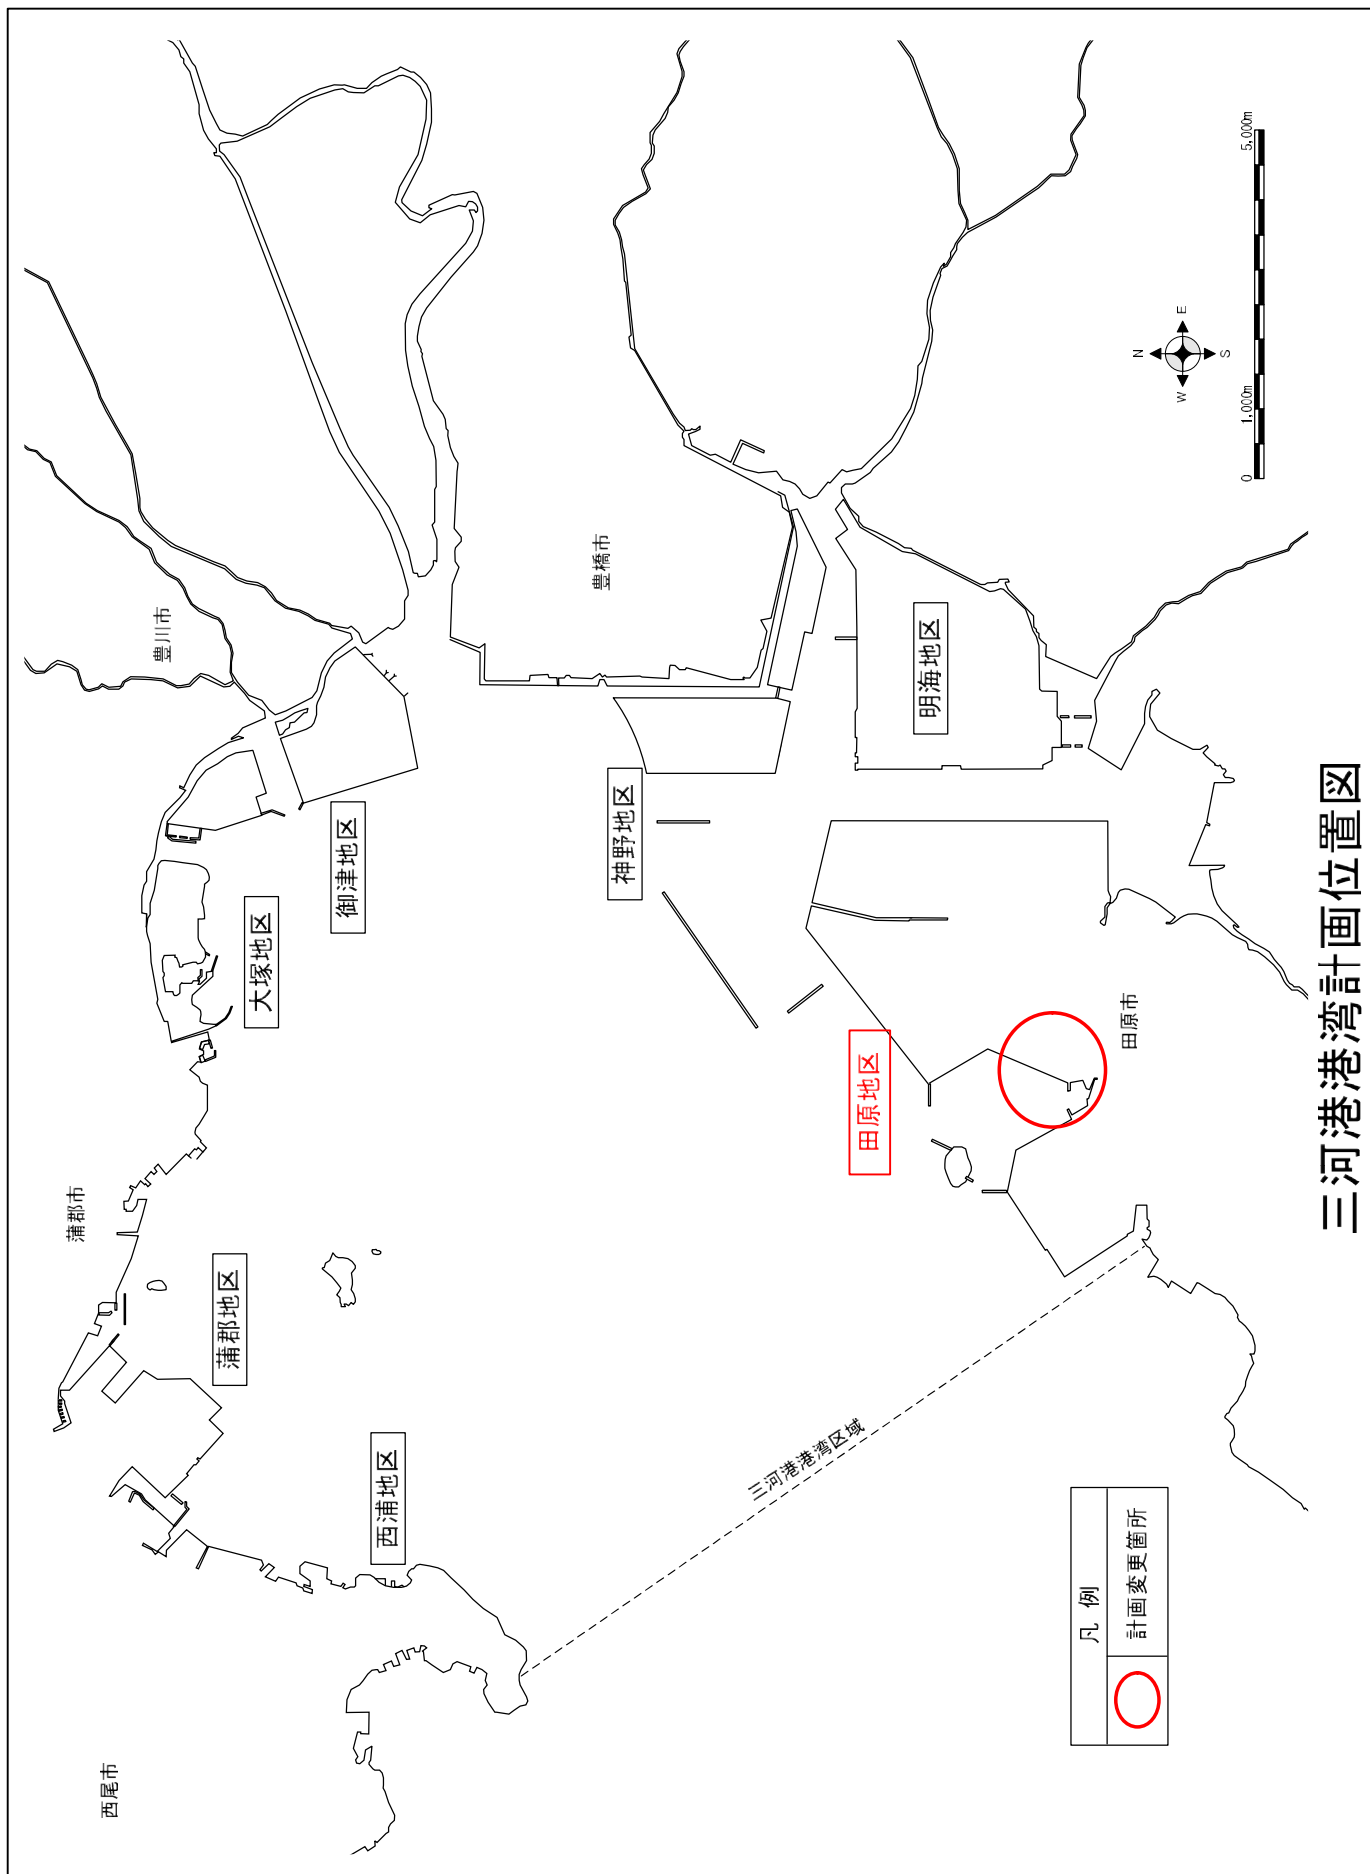 西尾市
蒲郡市
豊川市
豊橋市
田原市
蒲郡地区
西浦地区
大塚地区
御津地区
神野地区
明海地区
田原地区
三河港港湾区域
N
W
E
S
0
1,000m
5,000m
凡 例
計画変更箇所
三河港港湾計画位置図